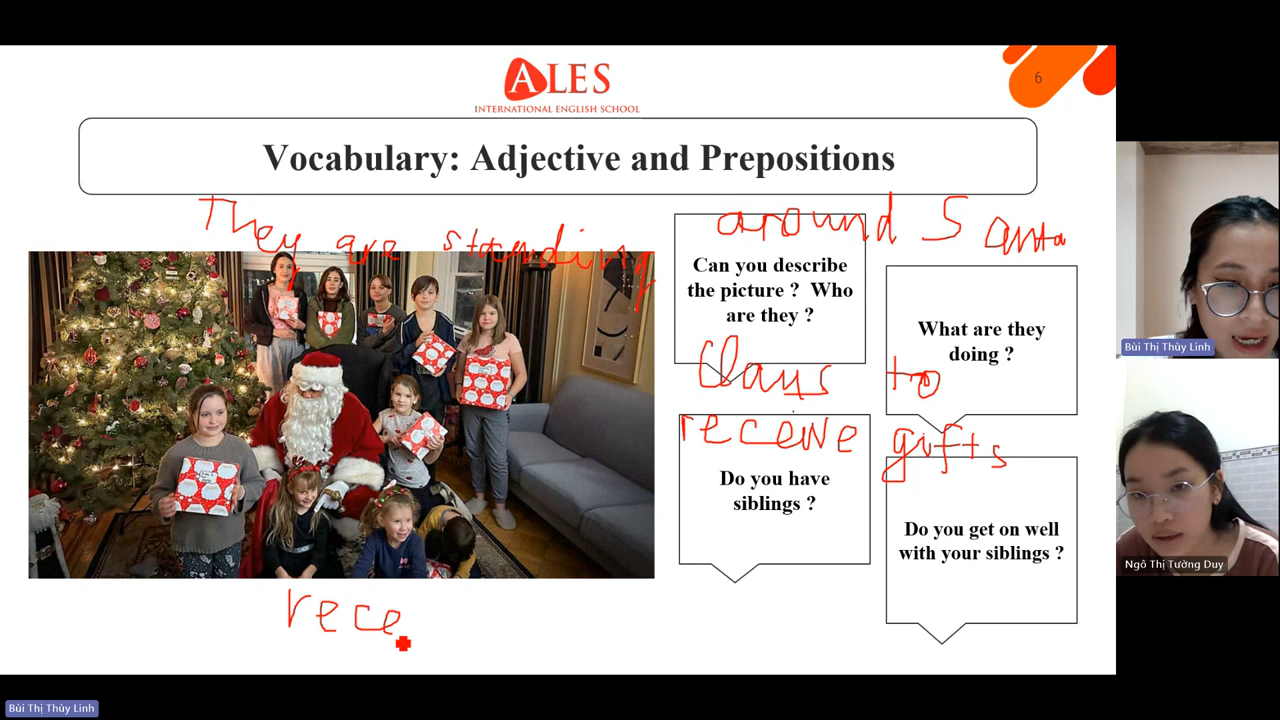 6
ALES
INTERNATIONAL ENGLISH SCHOOL
Vocabulary: Adjective and Prepositions
They are standing around Santa
Claus to
receive gifts
Can you describe
the picture ? Who
are they ?
What are they
doing ?
Do you have
siblings ?
Do you get on well
with your siblings ?
rece
Bùi Thị Thùy Linh
Ngô Thị Tường Duy
Bùi Thị Thùy Linh